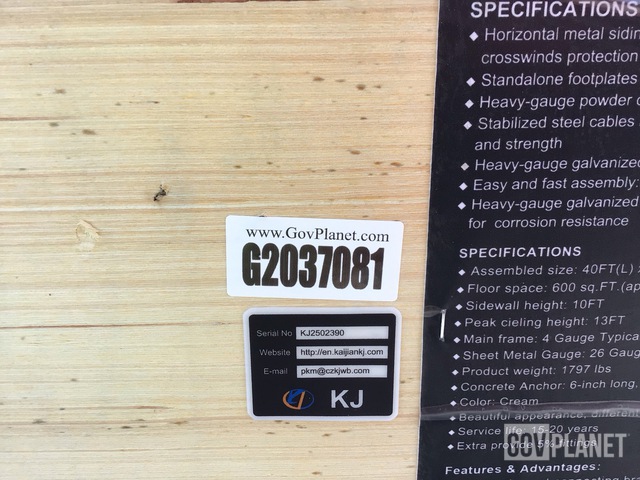 www.GovPlanet.com
G2037081
Serial No KJ2502390
Website http://en.kaijiankj.com
E-mail pkm@czkjwb.com
KJ
SPECIFICATIONS
◆ Horizontal metal
crosswinds protection
◆ Standalone footplates
◆ Heavy-gauge powder
◆ Stabilized steel cables
and strength
◆ Heavy-gauge galvanized
◆ Easy and fast assembly:
◆ Heavy-gauge galvanized
for corrosion resistance
SPECIFICATIONS
◆ Assembled size: 40FT(L)
◆ Floor space: 600 sq.FT.
◆ Sidewall height: 10FT
◆ Peak cieling height: 13FT
◆ Main frame: 4 Gauge
◆ Sheet Metal Gauge: 26
◆ Product weight: 1797 lbs
◆ Concrete Anchor: 6-inch long,
◆ Color: Cream
◆ Beautiful appearance,
◆ Service life: 15-20 years
◆ Extra provide 5% fittings
Features & Advantages:
GOVPLANET